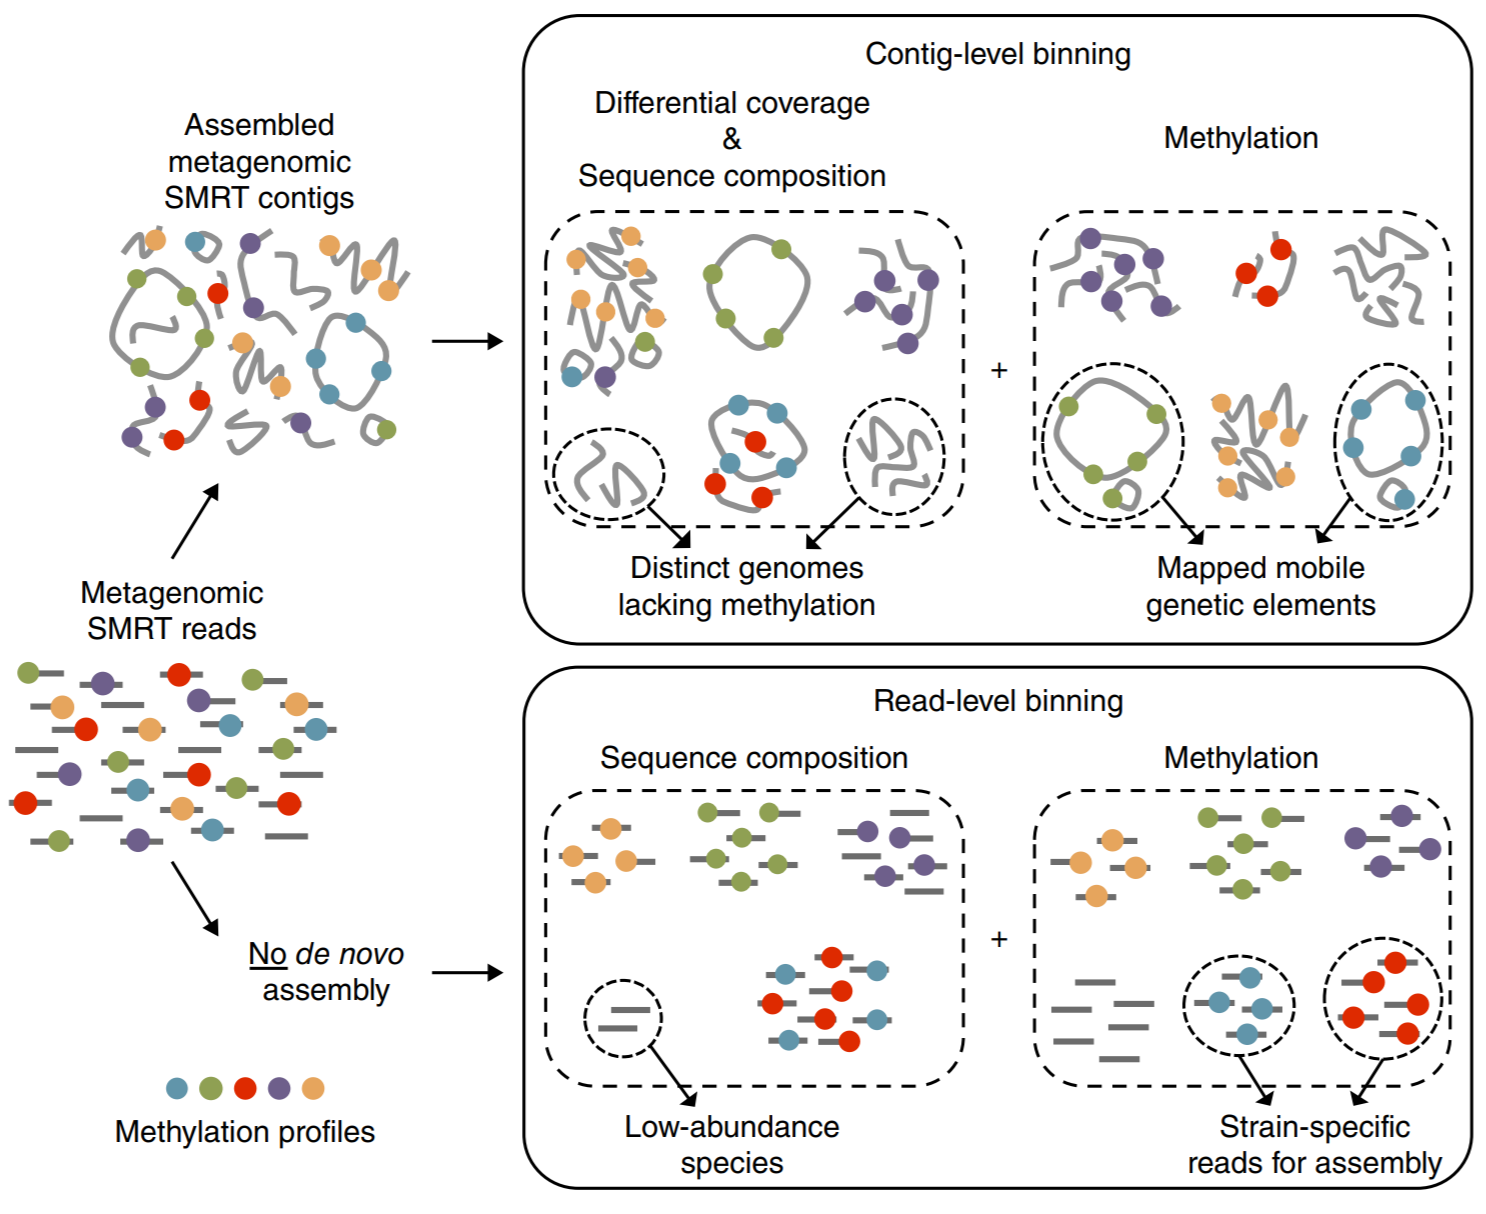 Assembled
metagenomic
SMRT contigs
Metagenomic
SMRT reads
No de novo
assembly
Methylation profiles
Contig-level binning
Differential coverage
&
Sequence composition
Methylation
+
Distinct genomes
lacking methylation
Mapped mobile
genetic elements
Read-level binning
Sequence composition
Methylation
+
Low-abundance
species
Strain-specific
reads for assembly